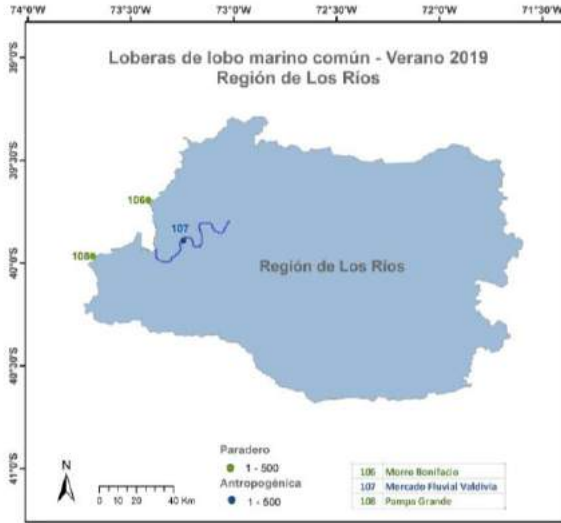 74°0'W 73°30'W 73°0'W 72°30'W 72°0'W 71°30'W
Loberas de lobo marino común - Verano 2019
Región de Los Ríos
39°0'S
39°30'S
40°0'S
40°30'S
41°0'S
106
107
108
Región de Los Ríos
N
0 10 20 40 Km
Paradero
1 - 500
Antropogénica
1 - 500
106 Morro Bonifacio
107 Mercado Fluvial Valdivia
108 Pampa Grande